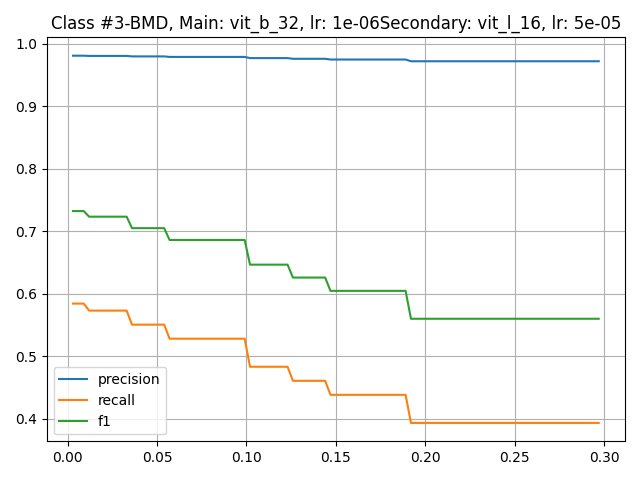 Class #3-BMD, Main: vit_b_32, lr: 1e-06Secondary: vit_l_16, lr: 5e-05
1.0
0.9
0.8
0.7
0.6
0.5
0.4
precision
recall
f1
0.00 0.05 0.10 0.15 0.20 0.25 0.30